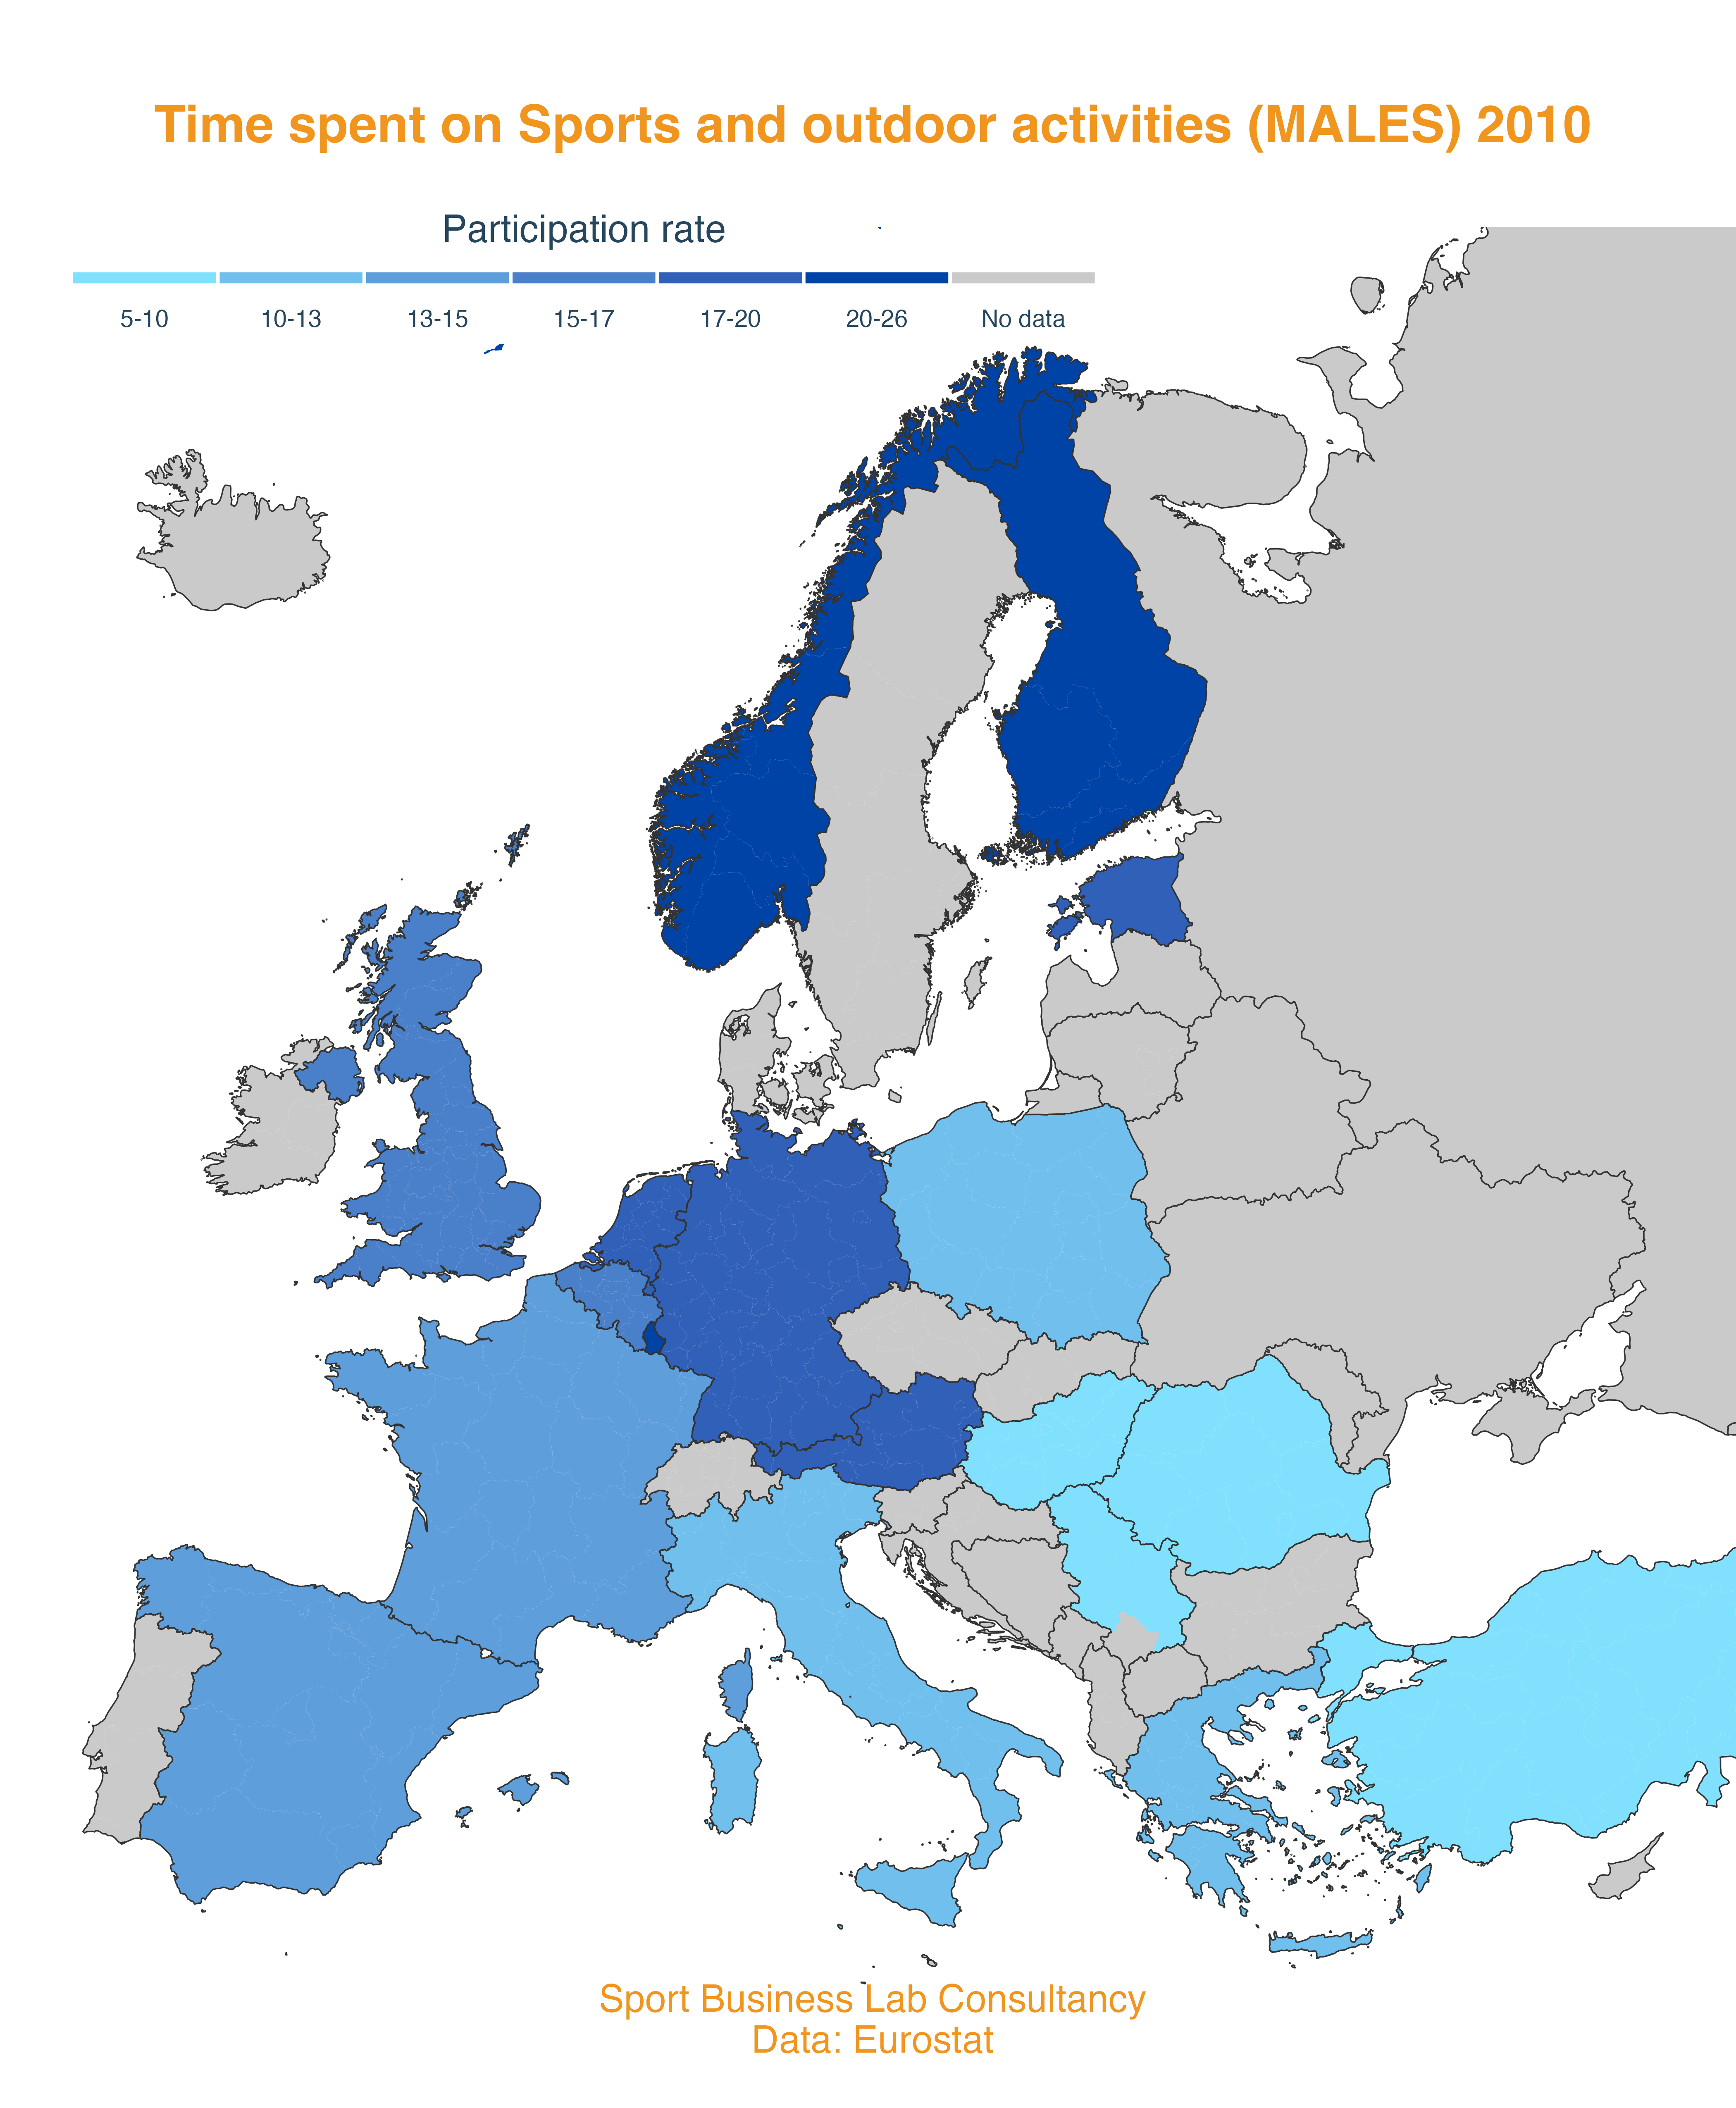 Time spent on Sports and outdoor activities (MALES) 2010
Participation rate
5-10 10-13 13-15 15-17 17-20 20-26 No data
Sport Business Lab Consultancy
Data: Eurostat